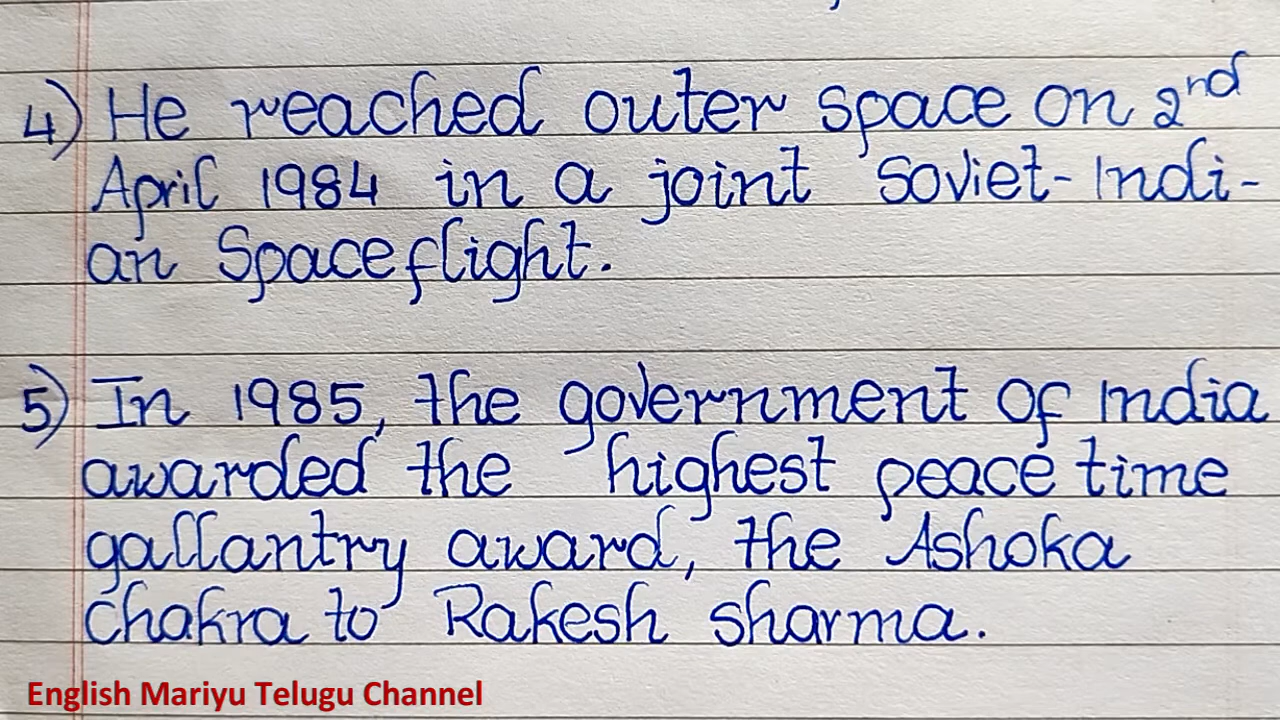 4) He reached outer space on 2nd
April 1984 in a joint Soviet-Indi-
an Spaceflight.
5) In 1985, the government of India
awarded the highest peace time
gallantry award, the Ashoka
Chakra to Rakesh sharma.
English Mariyu Telugu Channel